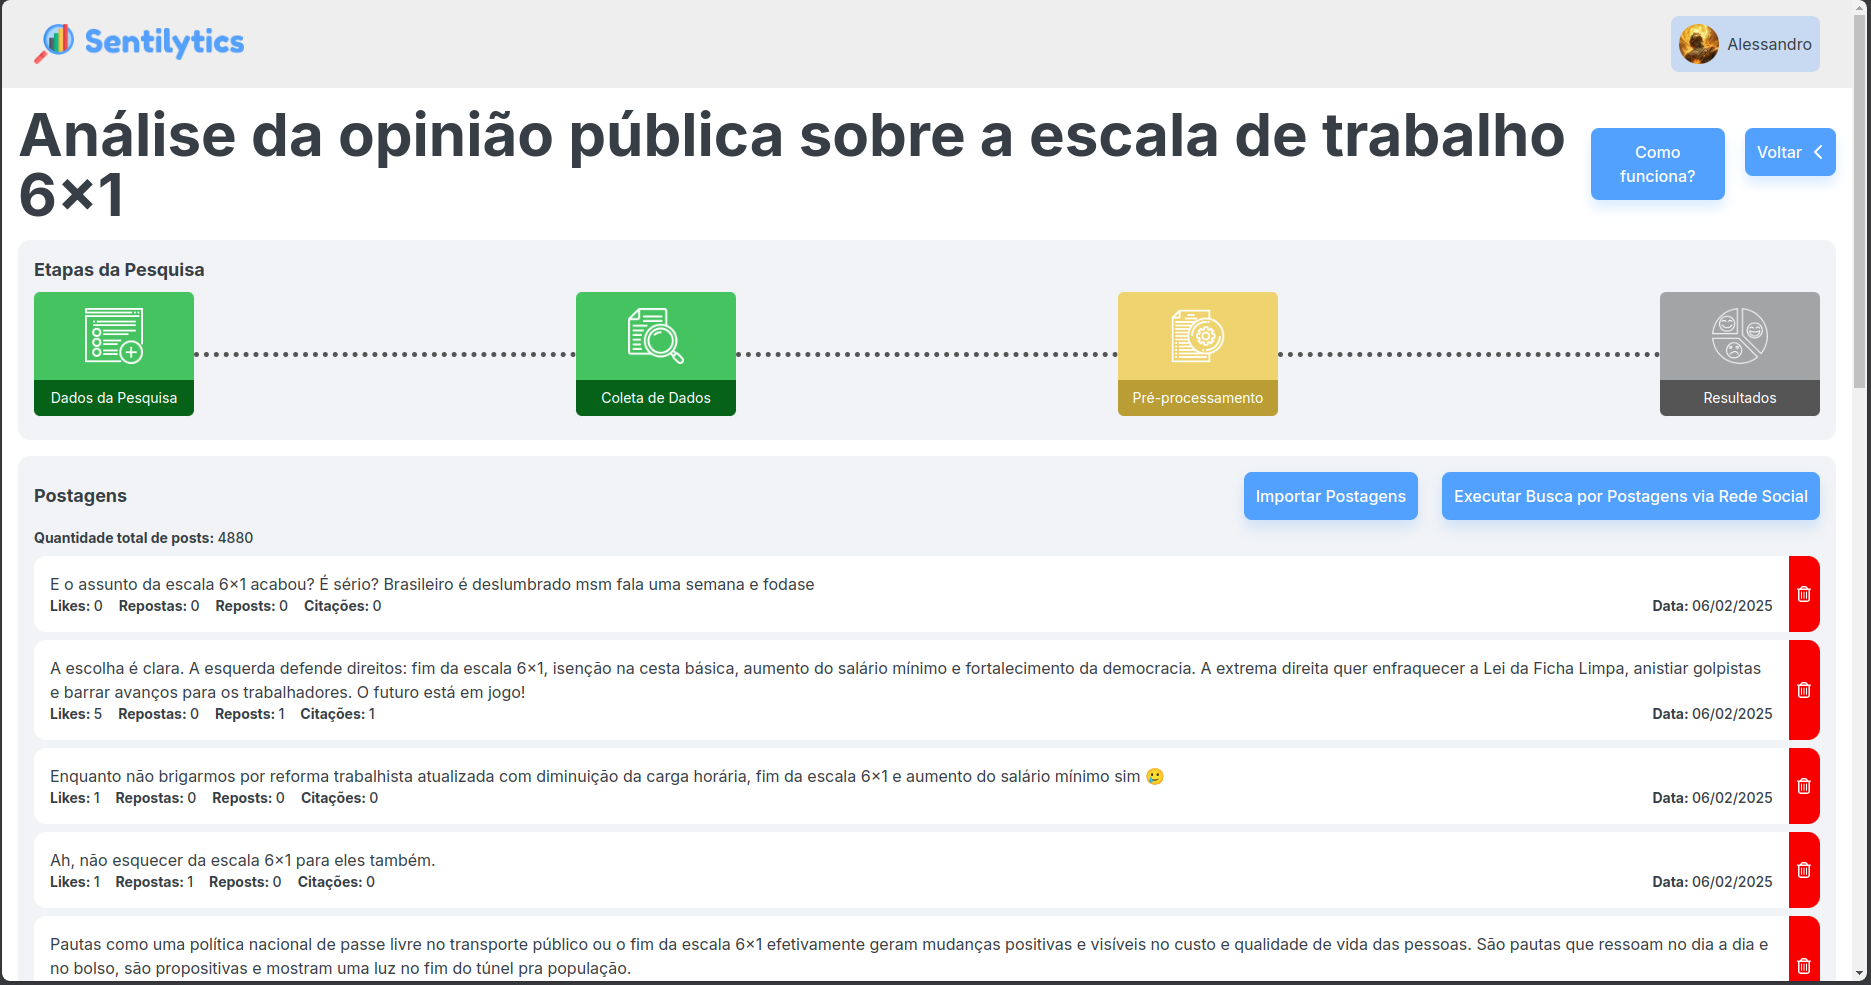 Sentilytics
Alessandro
Análise da opinião pública sobre a escala de trabalho
6×1
Como
funciona?
Voltar
Etapas da Pesquisa
Dados da Pesquisa
Coleta de Dados
Pré-processamento
Resultados
Postagens
Importar Postagens
Executar Busca por Postagens via Rede Social
Quantidade total de posts: 4880
E o assunto da escala 6×1 acabou? É sério? Brasileiro é deslumbrado msm fala uma semana e fodase
Likes: 0 Repostas: 0 Reposts: 0 Citações: 0
Data: 06/02/2025
A escolha é clara. A esquerda defende direitos: fim da escala 6×1, isenção na cesta básica, aumento do salário mínimo e fortalecimento da democracia. A extrema direita quer enfraquecer a Lei da Ficha Limpa, anistiar golpistas
e barrar avanços para os trabalhadores. O futuro está em jogo!
Likes: 5 Repostas: 0 Reposts: 1 Citações: 1
Data: 06/02/2025
Enquanto não brigarmos por reforma trabalhista atualizada com diminuição da carga horária, fim da escala 6×1 e aumento do salário mínimo sim 🥲
Likes: 1 Repostas: 0 Reposts: 0 Citações: 0
Data: 06/02/2025
Ah, não esquecer da escala 6×1 para eles também.
Likes: 1 Repostas: 1 Reposts: 0 Citações: 0
Data: 06/02/2025
Pautas como uma política nacional de passe livre no transporte público ou o fim da escala 6×1 efetivamente geram mudanças positivas e visíveis no custo e qualidade de vida das pessoas. São pautas que ressoam no dia a dia e
no bolso, são propositivas e mostram uma luz no fim do túnel pra população.